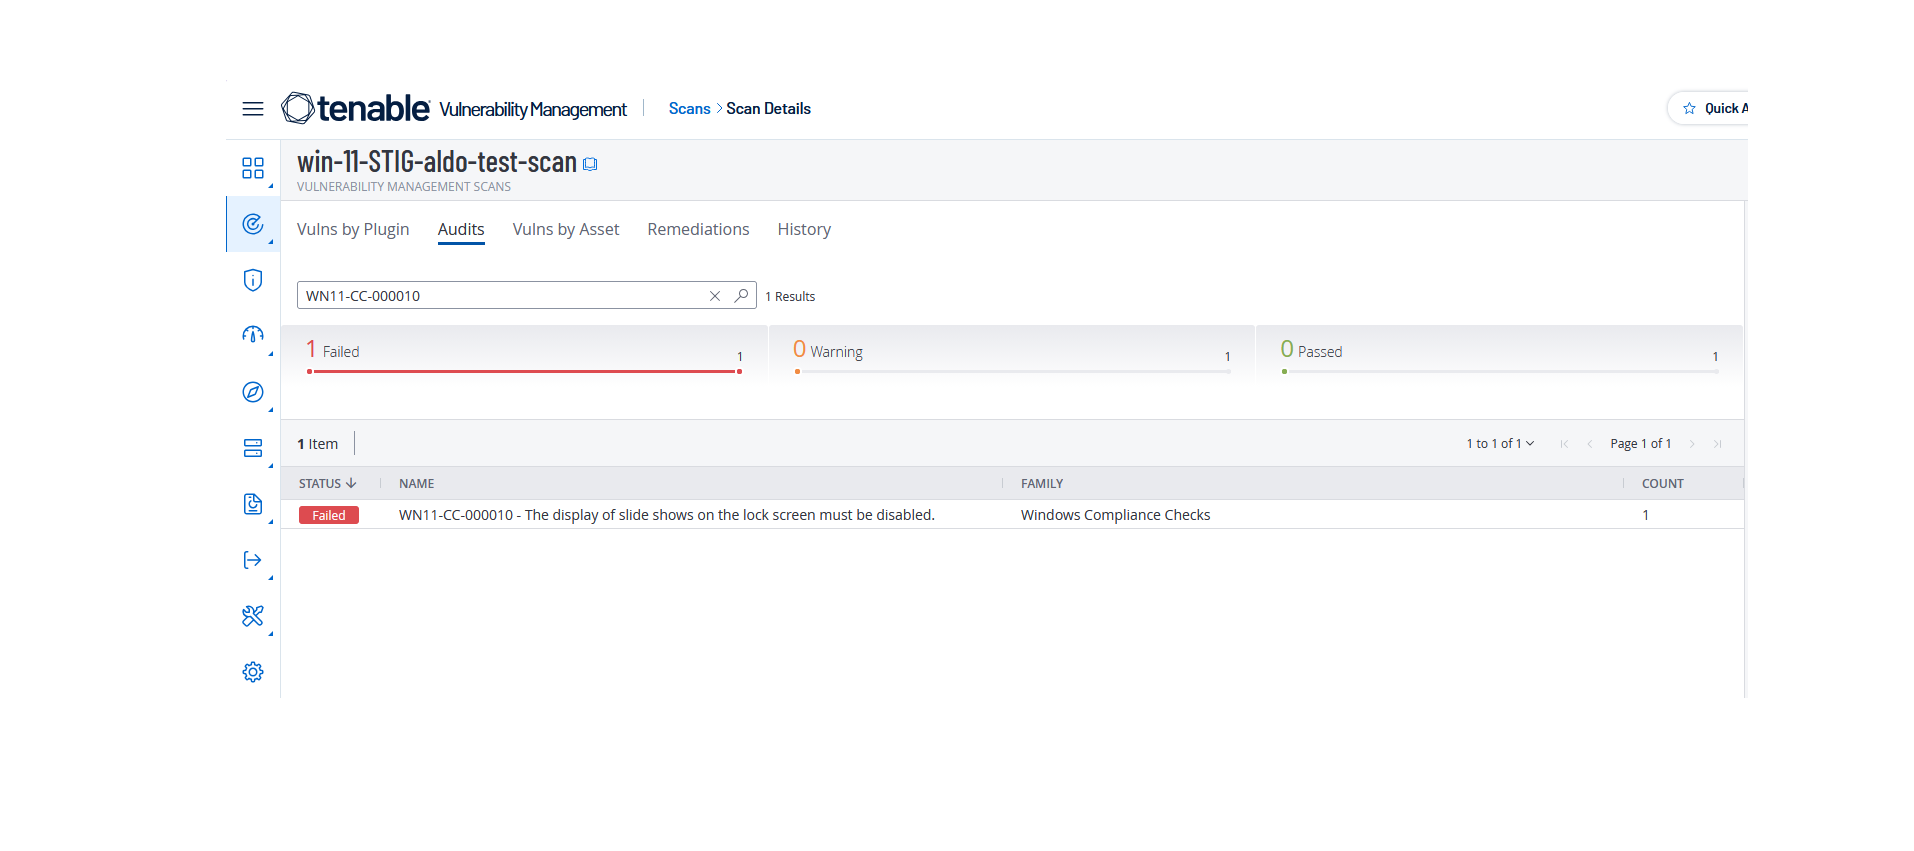 tenable Vulnerability Management Scans > Scan Details Quick A
win-11-STIG-aldo-test-scan
VULNERABILITY MANAGEMENT SCANS
Vulns by Plugin Audits Vulns by Asset Remediations History
WN11-CC-000010 1 Results
1 Failed 1 0 Warning 1 0 Passed 1
1 Item 1 to 1 of 1 Page 1 of 1
STATUS NAME FAMILY COUNT
Failed WN11-CC-000010 - The display of slide shows on the lock screen must be disabled. Windows Compliance Checks 1